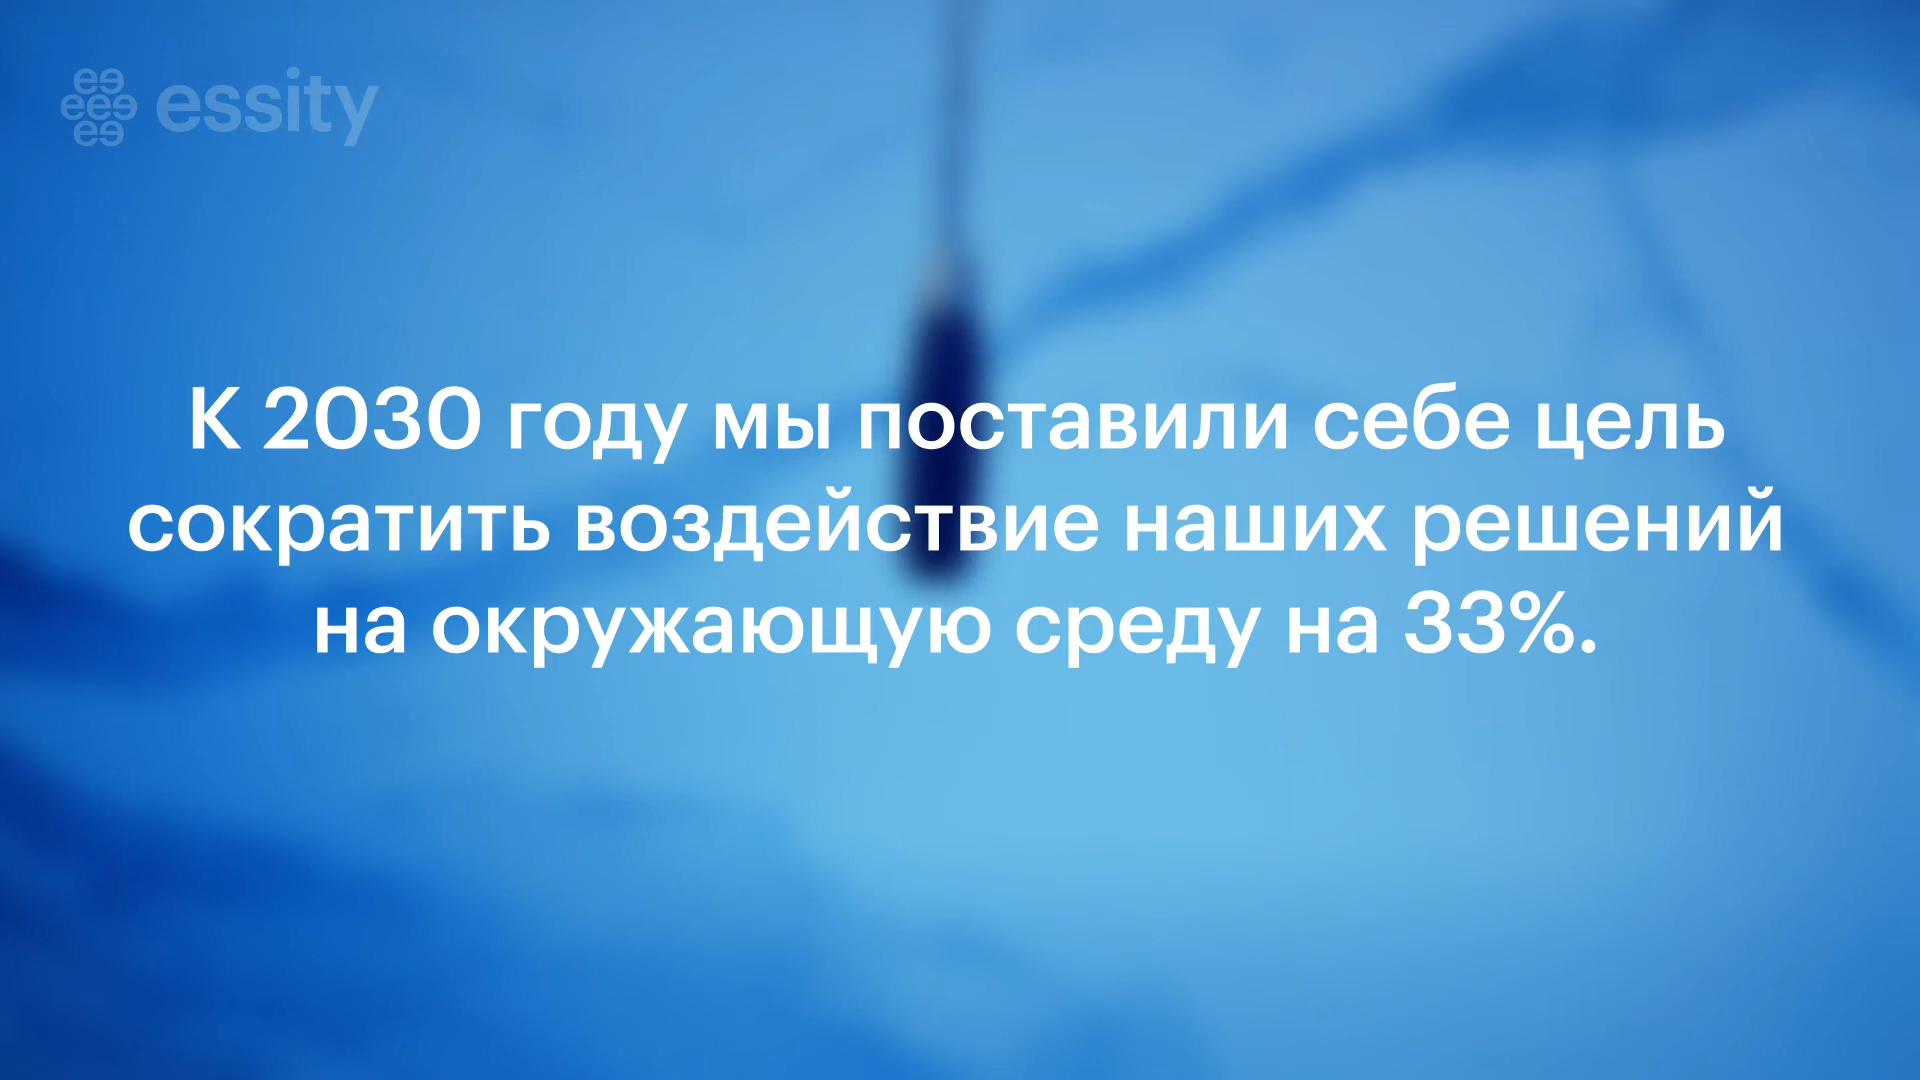 essity
К 2030 году мы поставили себе цель
сократить воздействие наших решений
на окружающую среду на 33%.